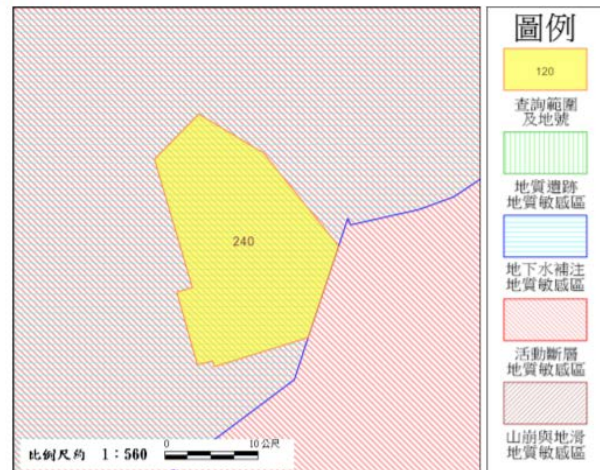 240
比例尺約 1：560
0
10 公尺
圖例
120
查詢範圍
及地號
地質遺跡
地質敏感區
地下水補注
地質敏感區
活動斷層
地質敏感區
山崩與地滑
地質敏感區